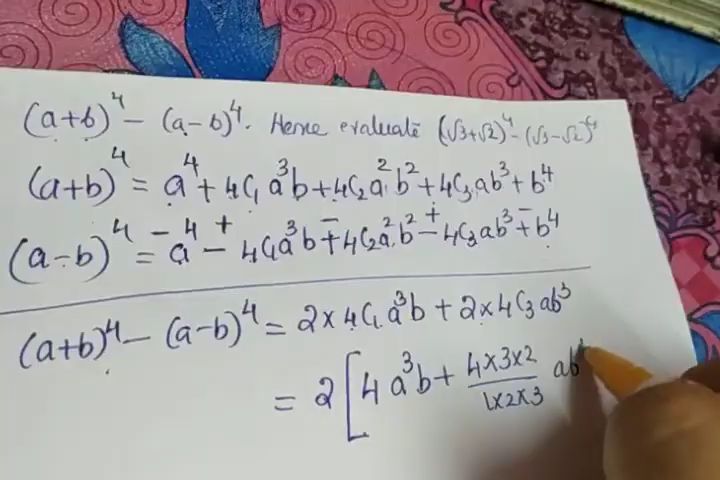 (a+b)⁴ − (a−b)⁴. Hence evaluate (√3+√2)⁴ − (√3−√2)⁴
(a+b)⁴ = a⁴ + 4C₁ a³b + 4C₂ a²b² + 4C₃ ab³ + b⁴
(a−b)⁴ = a⁴ − 4C₁ a³b + 4C₂ a²b² − 4C₃ ab³ + b⁴
− + − + −
(a+b)⁴ − (a−b)⁴ = 2×4C₁ a³b + 2×4C₃ ab³
= 2[4a³b + (4×3×2)/(1×2×3) ab